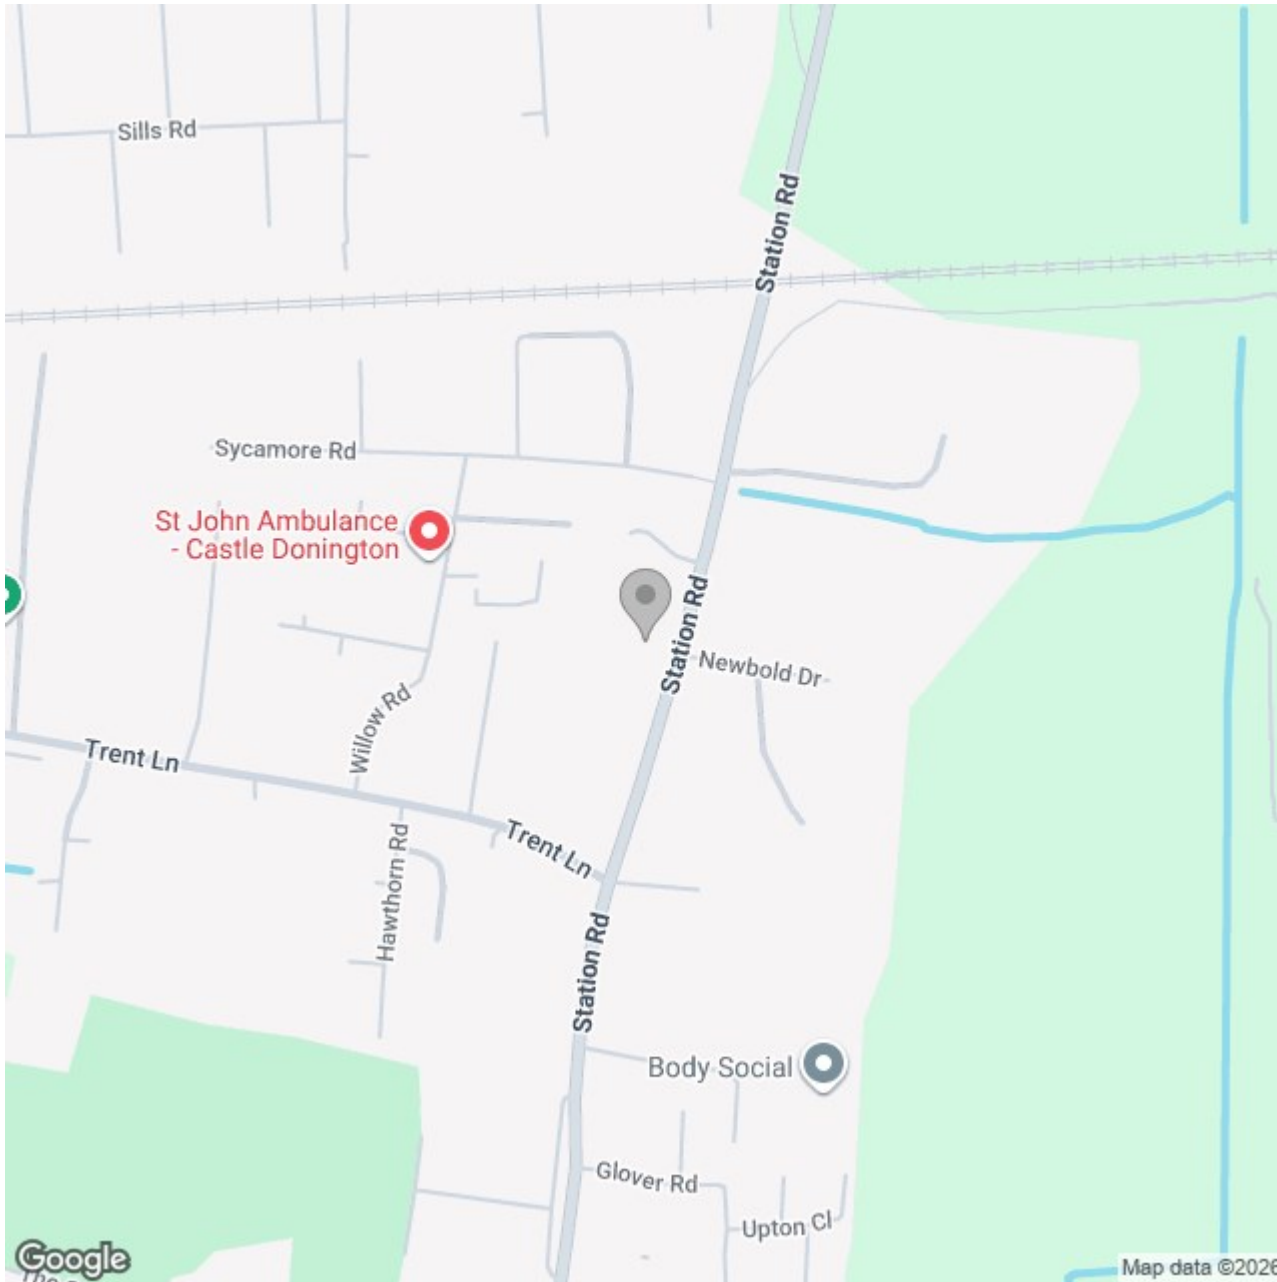 Sills Rd
Station Rd
Sycamore Rd
St John Ambulance
- Castle Donington
Station Rd
Newbold Dr
Willow Rd
Trent Ln
Trent Ln
Hawthorn Rd
Station Rd
Body Social
Glover Rd
Upton Cl
Google
The
Map data ©2026